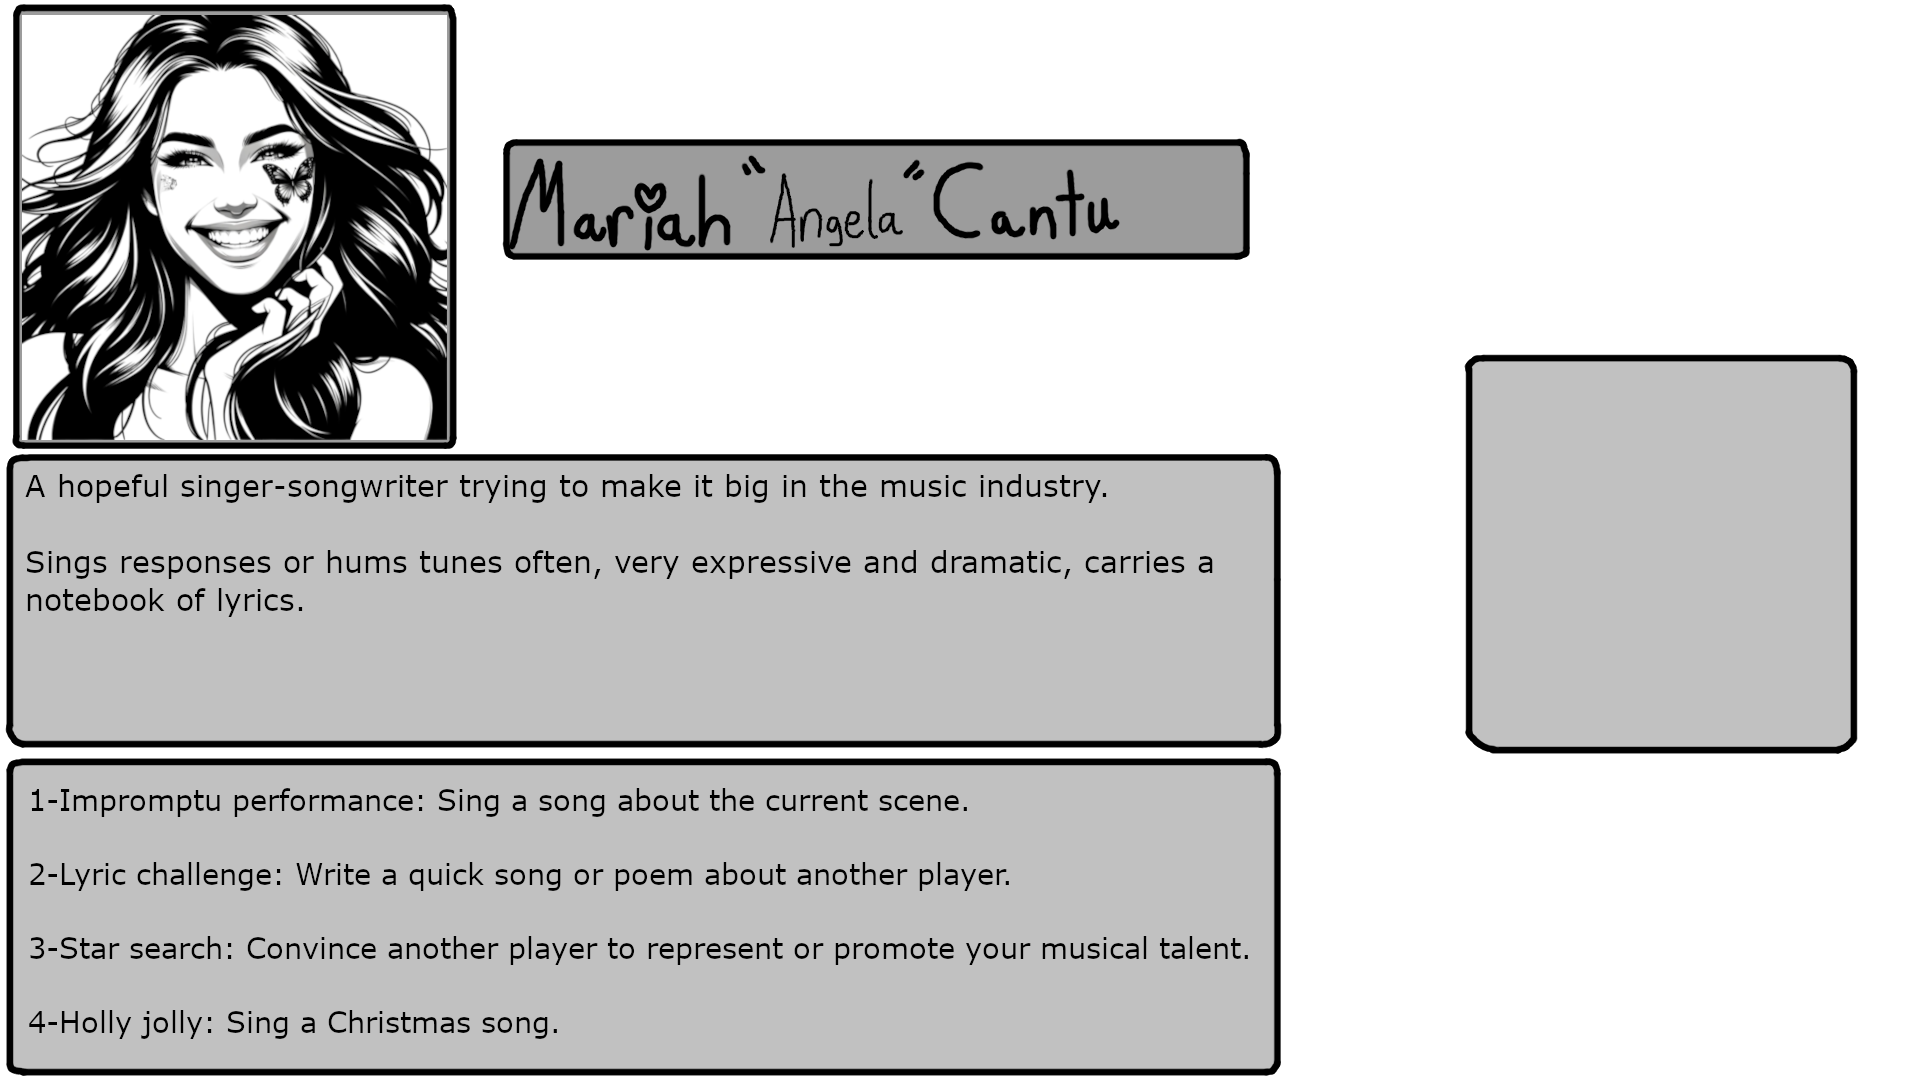 Mariah "Angela" Cantu
A hopeful singer-songwriter trying to make it big in the music industry.
Sings responses or hums tunes often, very expressive and dramatic, carries a
notebook of lyrics.
1-Impromptu performance: Sing a song about the current scene.
2-Lyric challenge: Write a quick song or poem about another player.
3-Star search: Convince another player to represent or promote your musical talent.
4-Holly jolly: Sing a Christmas song.